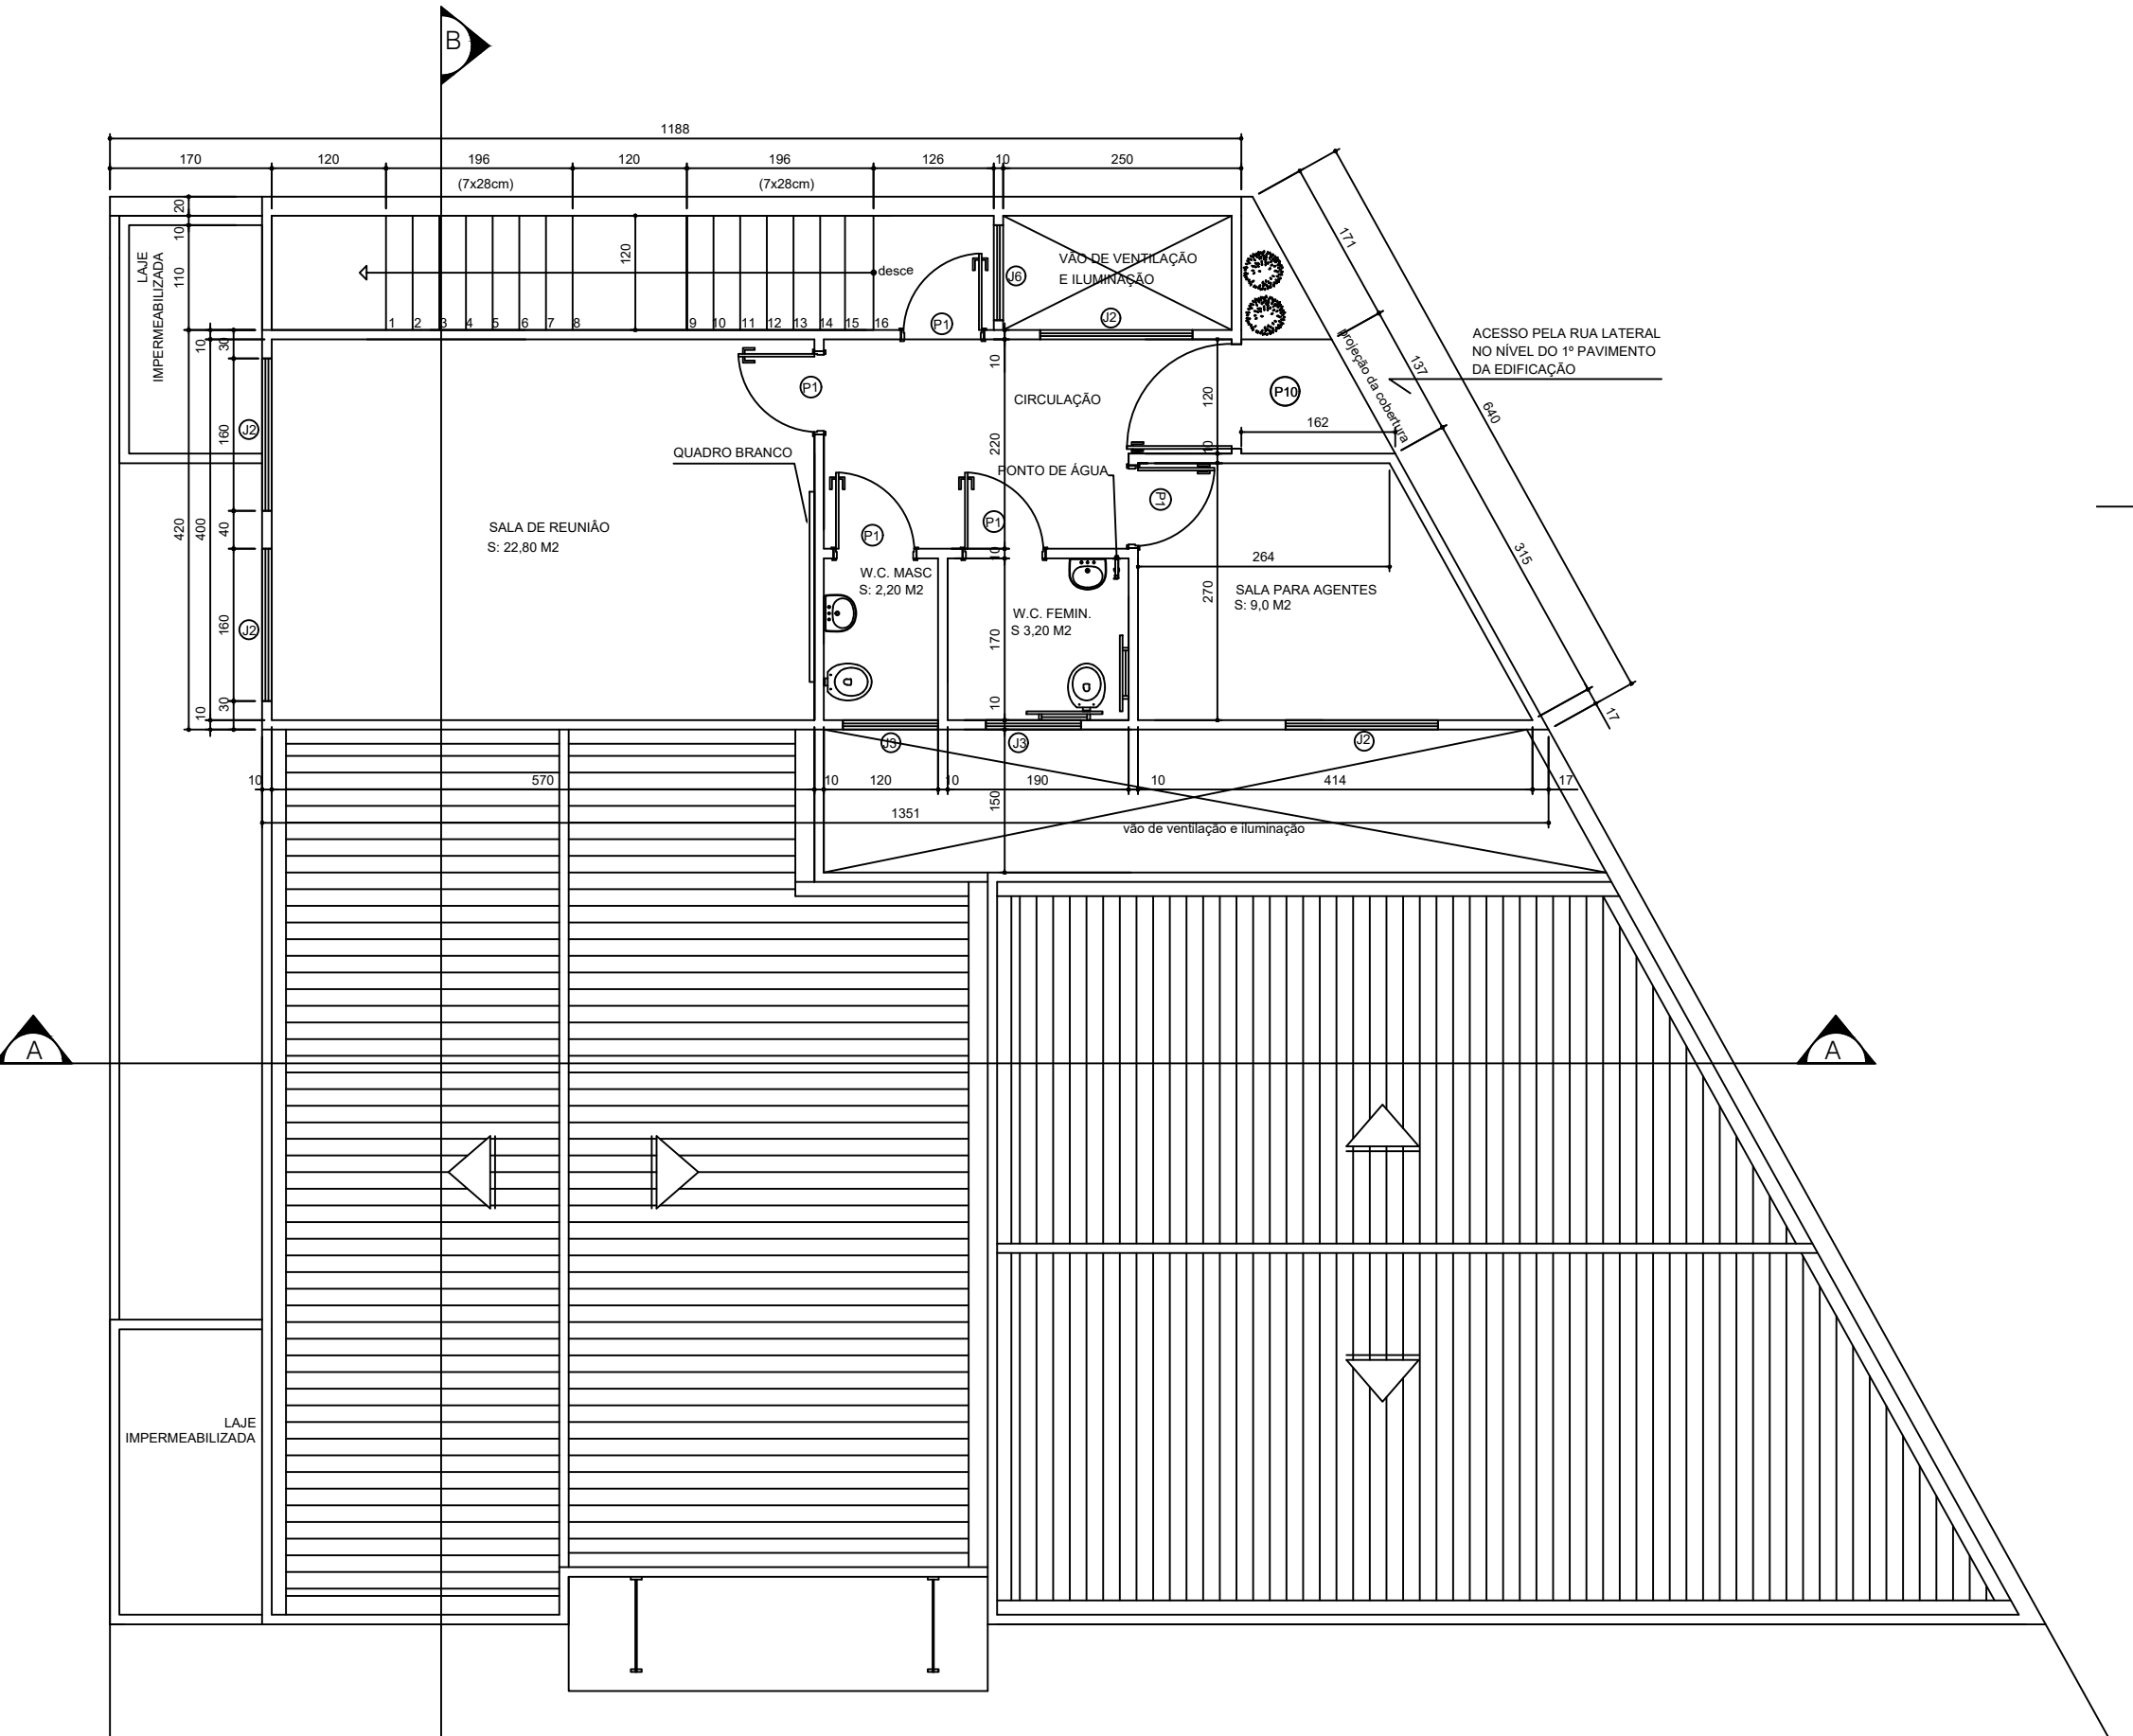 B
1188
170
120
196
120
196
126
10
250
(7x28cm)
(7x28cm)
20
10
110
LAJE
IMPERMEABILIZADA
120
desce
1
2
3
4
5
6
7
8
9
10
11
12
13
14
15
16
P1
J6
VÃO DE VENTILAÇÃO
E ILUMINAÇÃO
J2
171
137
640
315
17
projeção da cobertura
ACESSO PELA RUA LATERAL
NO NÍVEL DO 1º PAVIMENTO
DA EDIFICAÇÃO
10
30
J2
160
420
400
40
160
J2
30
10
P1
10
CIRCULAÇÃO
120
P10
162
10
220
QUADRO BRANCO
PONTO DE ÁGUA
P1
P1
P1
SALA DE REUNIÂO
S: 22,80 M2
10
264
W.C. MASC
S: 2,20 M2
270
SALA PARA AGENTES
S: 9,0 M2
W.C. FEMIN.
S 3,20 M2
170
10
J3
J3
J2
10
570
10
120
10
190
10
414
17
150
1351
vão de ventilação e iluminação
A
A
LAJE
IMPERMEABILIZADA